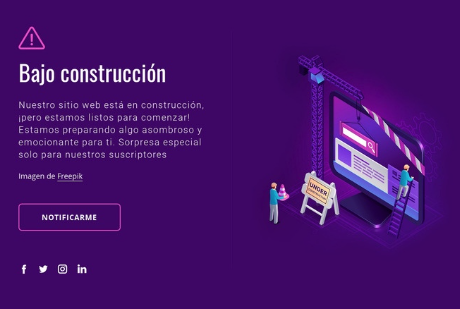 Bajo construcción
Nuestro sitio web está en construcción,
¡pero estamos listos para comenzar!
Estamos preparando algo asombroso y
emocionante para ti. Sorpresa especial
solo para nuestros suscriptores
Imagen de Freepik
NOTIFICARME
UNDER